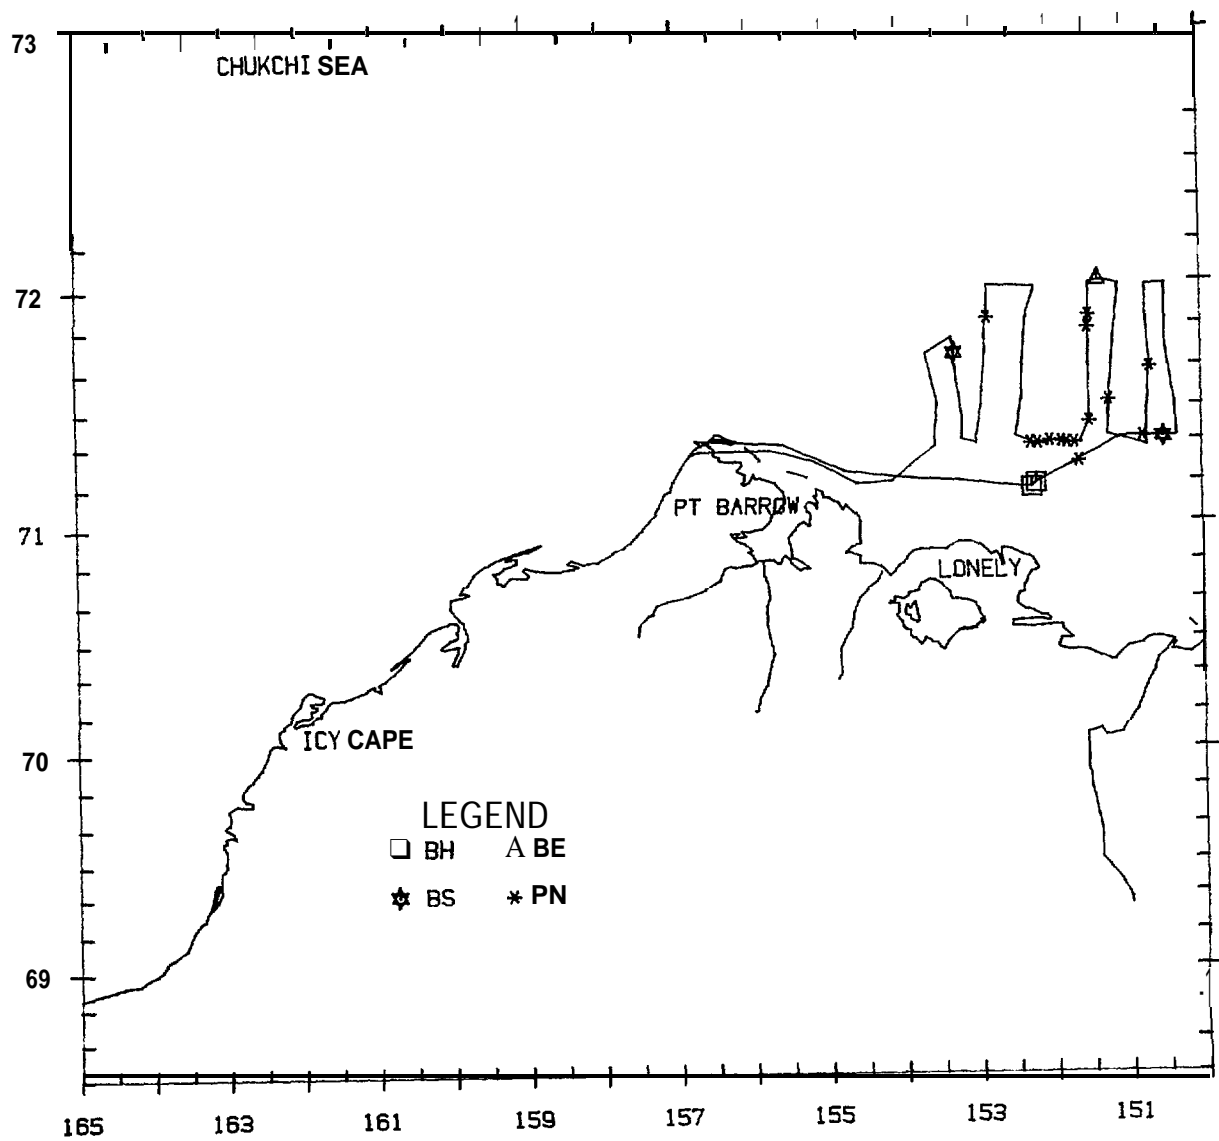 73
CHUKCHI SEA
72
PT BARROW
71
LONELY
ICY CAPE
70
LEGEND
BH A BE
BS PN
69
165 163 161 159 157 155 153 151